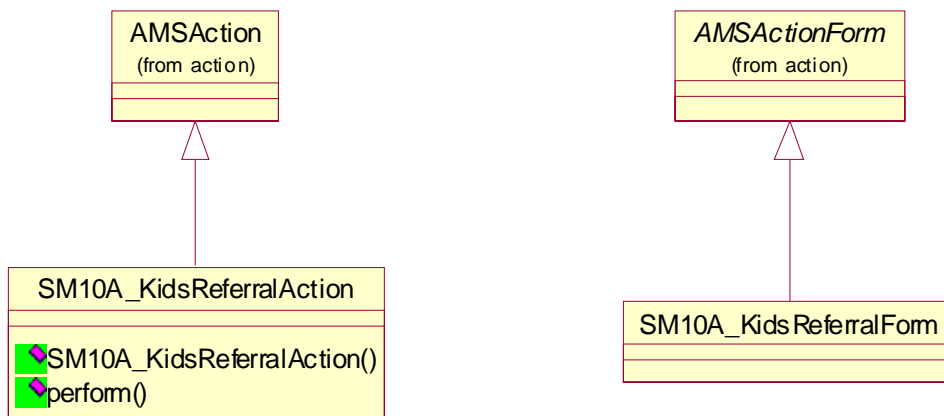 AMSAction
(from action)
AMSActionForm
(from action)
SM10A_KidsReferralAction
SM10A_KidsReferralAction()
perform()
SM10A_KidsReferralForm